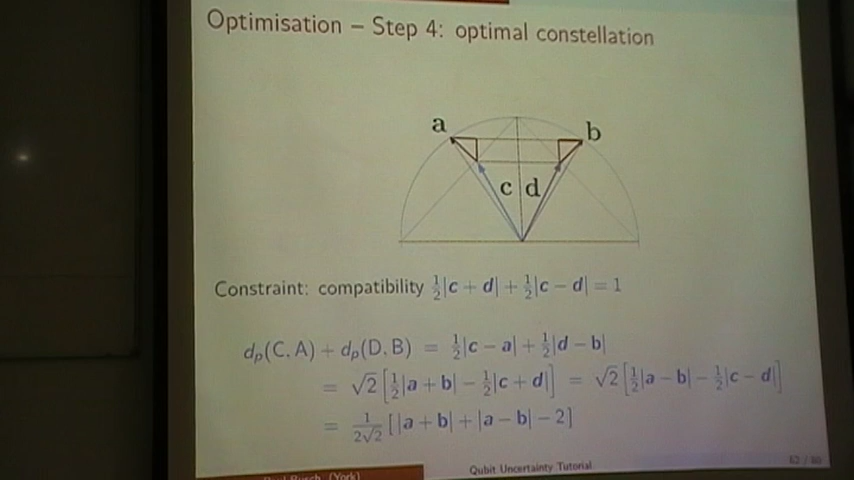 Optimisation – Step 4: optimal constellation
a
b
c d
Constraint: compatibility ½|c + d| + ½|c − d| = 1
dₚ(C, A) + dₚ(D, B) = ½|c − a| + ½|d − b|
= √2 [½|a + b| − ½|c + d|] = √2 [½|a − b| − ½|c − d|]
= 1/(2√2) [|a + b| + |a − b| − 2]
(York)
Qubit Uncertainty Tutorial